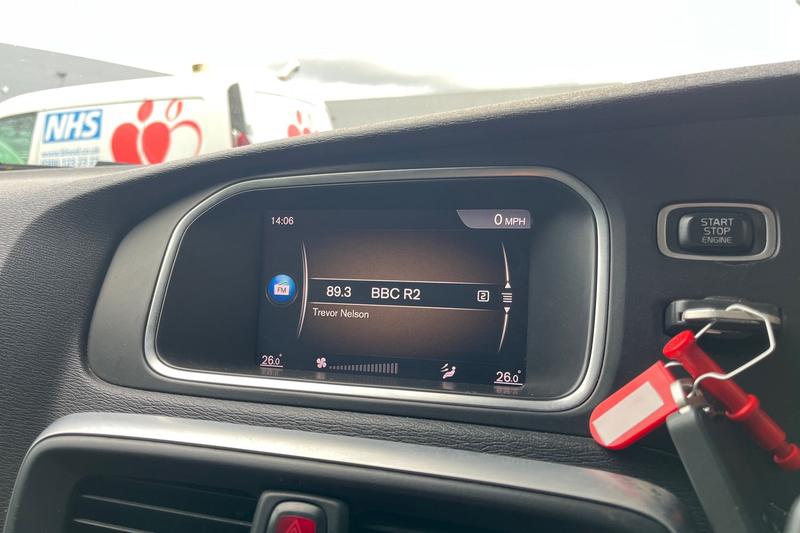 NHS
14:06
0 MPH
FM
89.3 BBC R2 2
Trevor Nelson
26.0°
26.0°
START
STOP
ENGINE